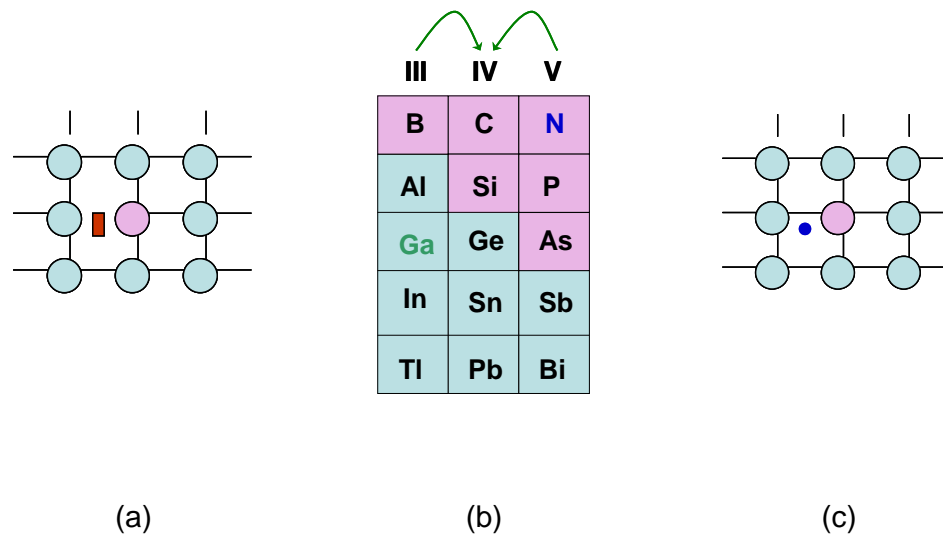 III IV V
B C N
Al Si P
Ga Ge As
In Sn Sb
Tl Pb Bi
(a) (b) (c)